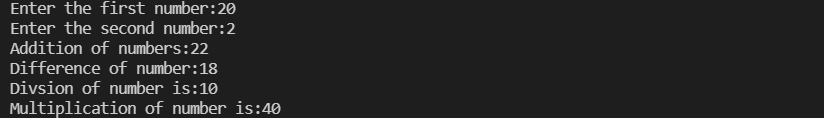 Enter the first number:20
Enter the second number:2
Addition of numbers:22
Difference of number:18
Divsion of number is:10
Multiplication of number is:40